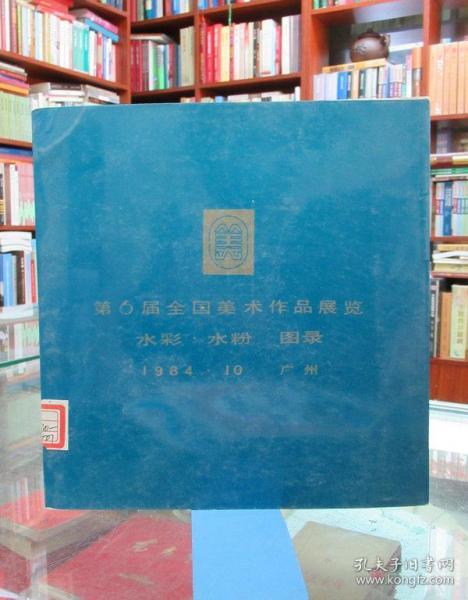 第6届全国美术作品展览
水彩·水粉 图录
1984·10 广州
孔夫子旧书网
www.kongfz.com